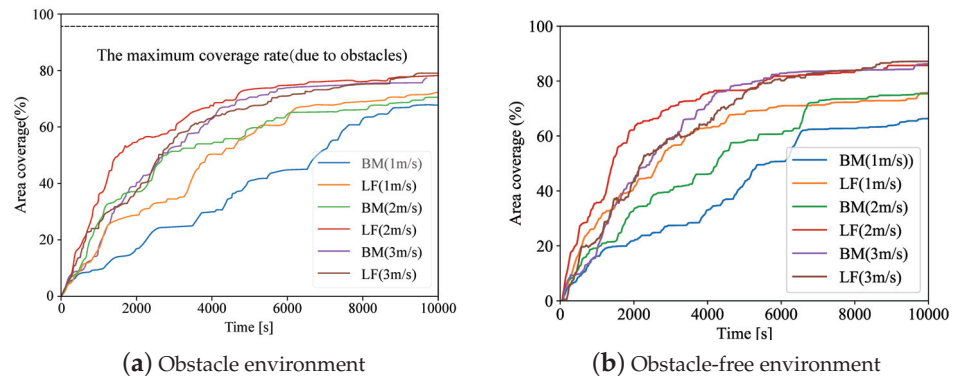 100
80
60
40
20
0
Area coverage(%)
The maximum coverage rate(due to obstacles)
BM(1m/s)
LF(1m/s)
BM(2m/s)
LF(2m/s)
BM(3m/s)
LF(3m/s)
0 2000 4000 6000 8000 10000
Time [s]
(a) Obstacle environment
100
80
60
40
20
0
Area coverage (%)
BM(1m/s))
LF(1m/s)
BM(2m/s)
LF(2m/s)
BM(3m/s)
LF(3m/s)
0 2000 4000 6000 8000 10000
Time [s]
(b) Obstacle-free environment